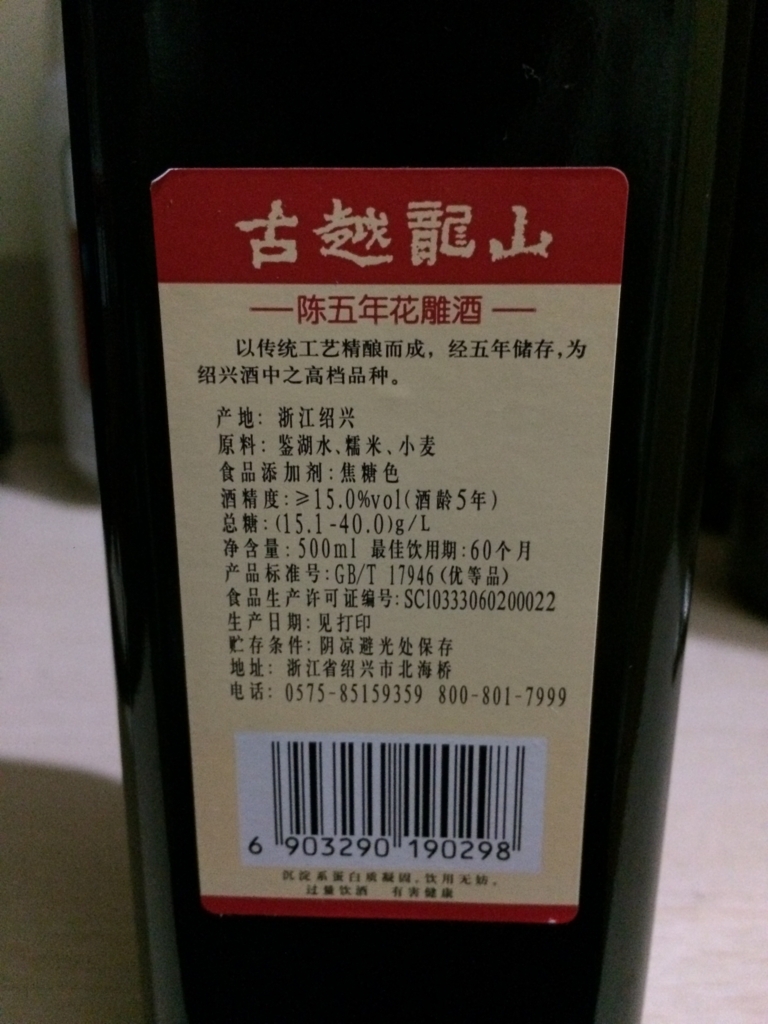 古越龍山
陈五年花雕酒
以传统工艺精酿而成，经五年储存,为
绍兴酒中之高档品种。
产地: 浙江绍兴
原料: 鉴湖水、糯米、小麦
食品添加剂: 焦糖色
酒精度: ≥15.0%vol(酒龄5年)
总糖: (15.1-40.0)g/L
净含量: 500ml 最佳饮用期: 60个月
产品标准号: GB/T 17946(优等品)
食品生产许可证编号: SC10333060200022
生产日期: 见打印
贮存条件: 阴凉避光处保存
地址: 浙江省绍兴市北海桥
电话: 0575-85159359 800-801-7999
6 903290 190298
沉淀系蛋白质凝固，饮用无妨。
过量饮酒 有害健康